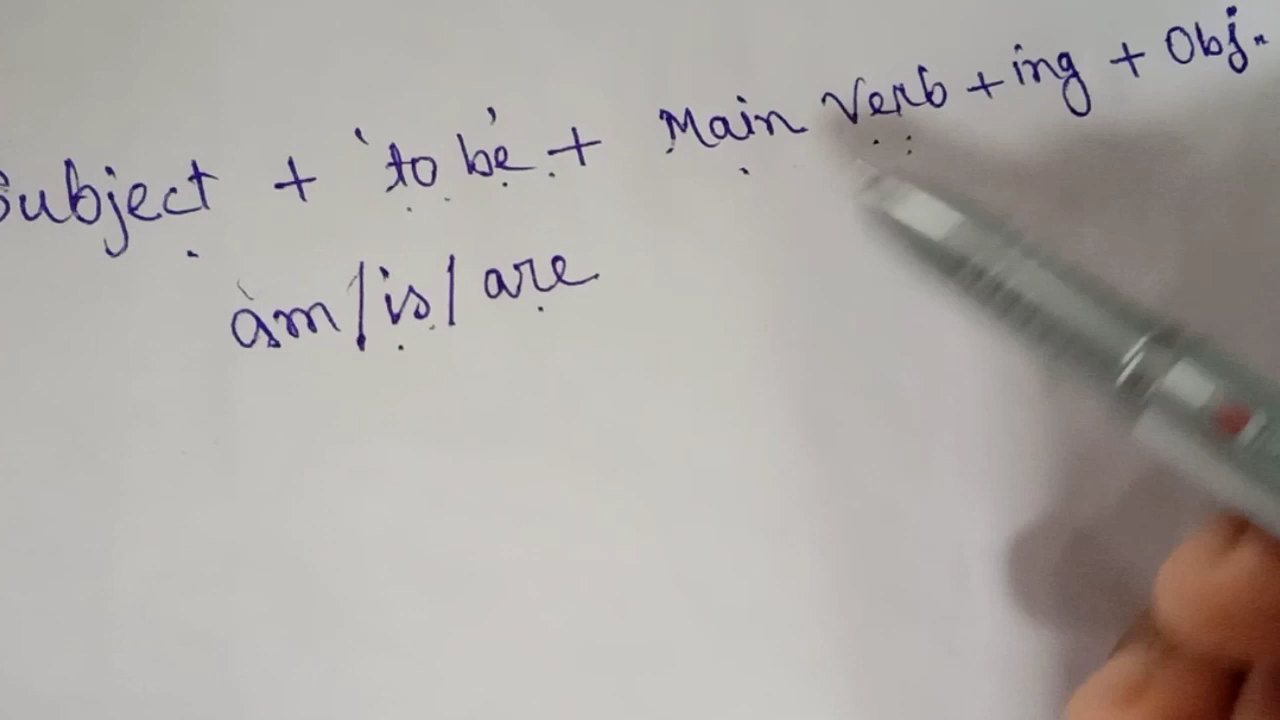 Subject + 'to be' + Main Verb + ing + Obj.
am/is/are